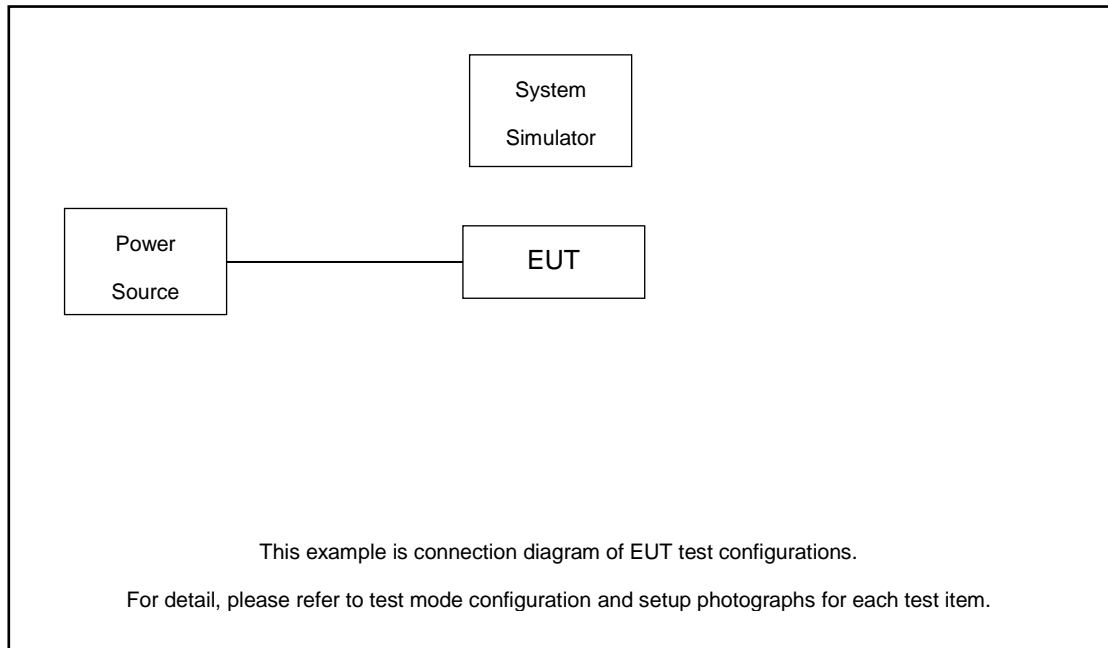 System
Simulator
Power
Source
EUT
This example is connection diagram of EUT test configurations.
For detail, please refer to test mode configuration and setup photographs for each test item.